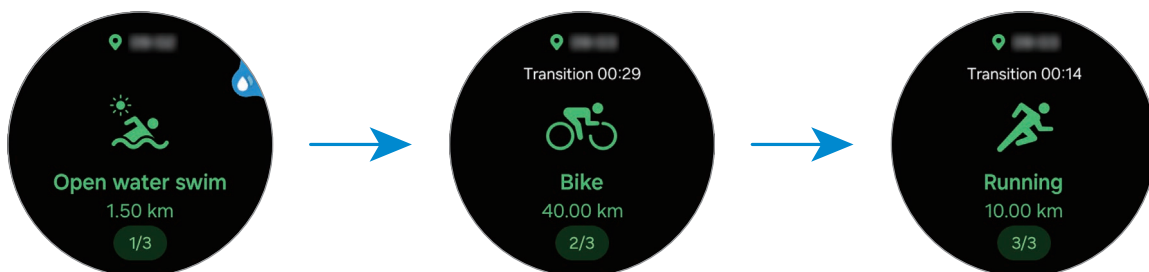 Open water swim
1.50 km
1/3
Transition 00:29
Bike
40.00 km
2/3
Transition 00:14
Running
10.00 km
3/3